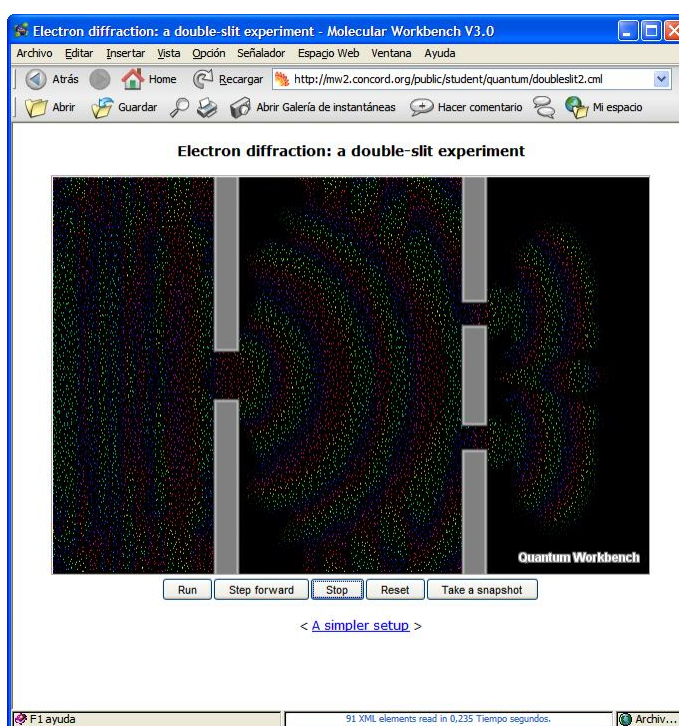 Electron diffraction: a double-slit experiment - Molecular Workbench V3.0
Archivo Editar Insertar Vista Opción Señalador Espacio Web Ventana Ayuda
Atrás Home Recargar http://mw2.concord.org/public/student/quantum/doubleslit2.cml
Abrir Guardar Abrir Galería de instantáneas Hacer comentario Mi espacio
Electron diffraction: a double-slit experiment
Quantum Workbench
Run Step forward Stop Reset Take a snapshot
< A simpler setup >
F1 ayuda 91 XML elements read in 0,235 Tiempo segundos. Archiv...